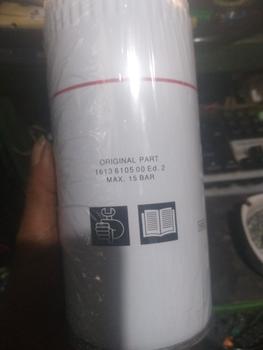 ORIGINAL PART
1613 6105 00 Ed. 2
MAX. 15 BAR